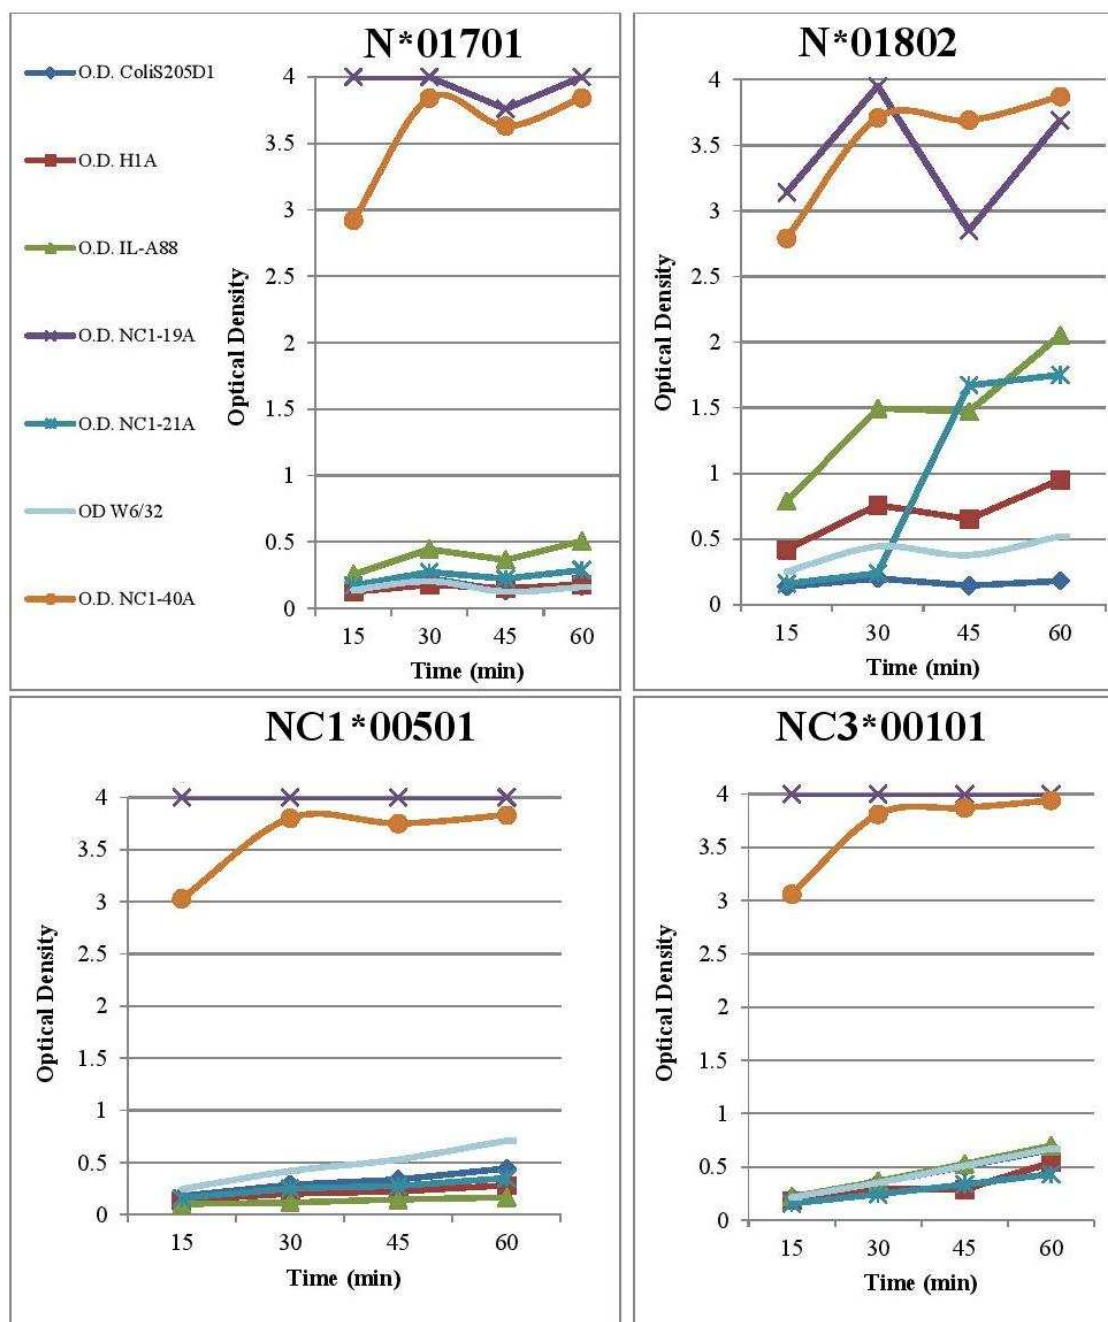 O.D. ColiS205D1
O.D. H1A
O.D. IL-A88
O.D. NC1-19A
O.D. NC1-21A
OD W6/32
O.D. NC1-40A
N*01701
Optical Density
4
3.5
3
2.5
2
1.5
1
0.5
0
15 30 45 60
Time (min)
N*01802
Optical Density
4
3.5
3
2.5
2
1.5
1
0.5
0
15 30 45 60
Time (min)
NC1*00501
Optical Density
4
3.5
3
2.5
2
1.5
1
0.5
0
15 30 45 60
Time (min)
NC3*00101
Optical Density
4
3.5
3
2.5
2
1.5
1
0.5
0
15 30 45 60
Time (min)